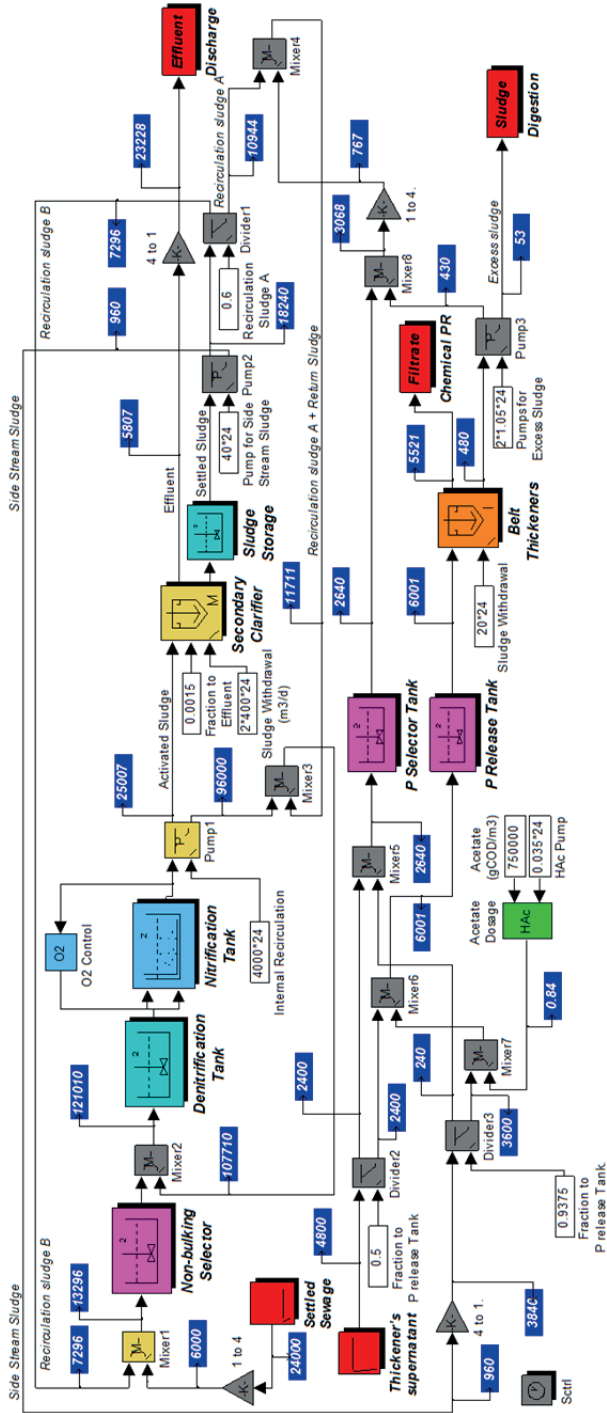 Side Stream Sludge
Recirculation sludge B
7296
13296
Mixer1
6000
1 to 4
-K-
24000
Settled
Sewage
Non-bulking
Selector
121010
Mixer2
107710
Denitrification
Tank
O2
O2 Control
Nitrification
Tank
4000*24
Internal Recirculation
25007
Pump1
96000
Mixer3
Activated Sludge
0.0015
Fraction to
Effluent
2*400*24
Sludge Withdrawal
(m3/d)
Secondary
Clarifier
5807
Effluent
Sludge
Storage
Settled Sludge
40*24
Pump for Side
Stream Sludge
Pump2
Side Stream Sludge
960
Recirculation sludge B
7296
18240
0.6
Recirculation
Sludge A
Divider1
4 to 1
-K-
23228
Effluent
Discharge
Recirculation sludge A
10944
Mixer4
Recirculation sludge A + Return Sludge
11711
Thickener's
supernatant
4800
0.5
Fraction to
P release Tank
Divider2
2400
2400
Mixer6
Mixer5
6001
2640
P Selector Tank
2640
Mixer8
3068
-K-
1 to 4.
767
960
-K-
4 to 1.
3840
0.9375
Fraction to
P release Tank.
Divider3
3600
240
Mixer7
0.84
HAc
Acetate
Dosage
Acetate
(gCOD/m3)
750000
0.035*24
HAc Pump
P Release Tank
6001
20*24
Sludge Withdrawal
Belt
Thickeners
5521
480
Filtrate
Chemical PR
2*1.05*24
Pumps for
Excess Sludge
Pump3
430
Excess sludge
53
Sludge
Digestion
Sctrl